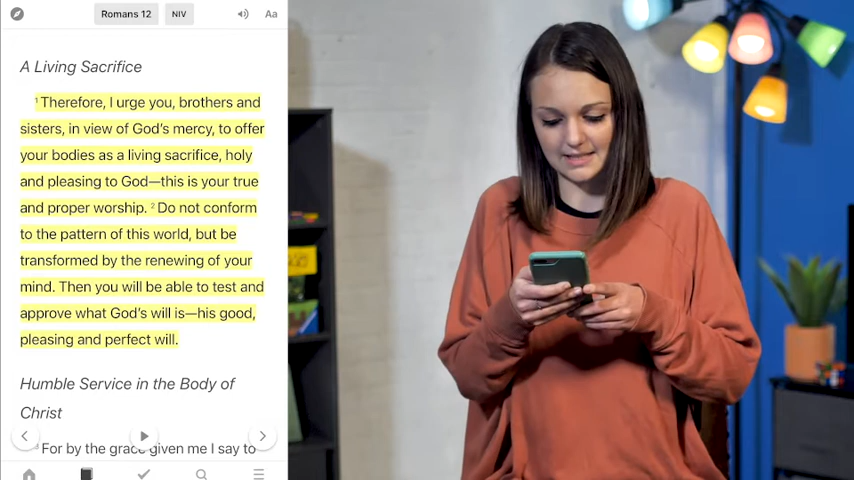 Romans 12 NIV Aa
A Living Sacrifice
1 Therefore, I urge you, brothers and
sisters, in view of God's mercy, to offer
your bodies as a living sacrifice, holy
and pleasing to God—this is your true
and proper worship. 2 Do not conform
to the pattern of this world, but be
transformed by the renewing of your
mind. Then you will be able to test and
approve what God's will is—his good,
pleasing and perfect will.
Humble Service in the Body of
Christ
For by the grace given me I say to